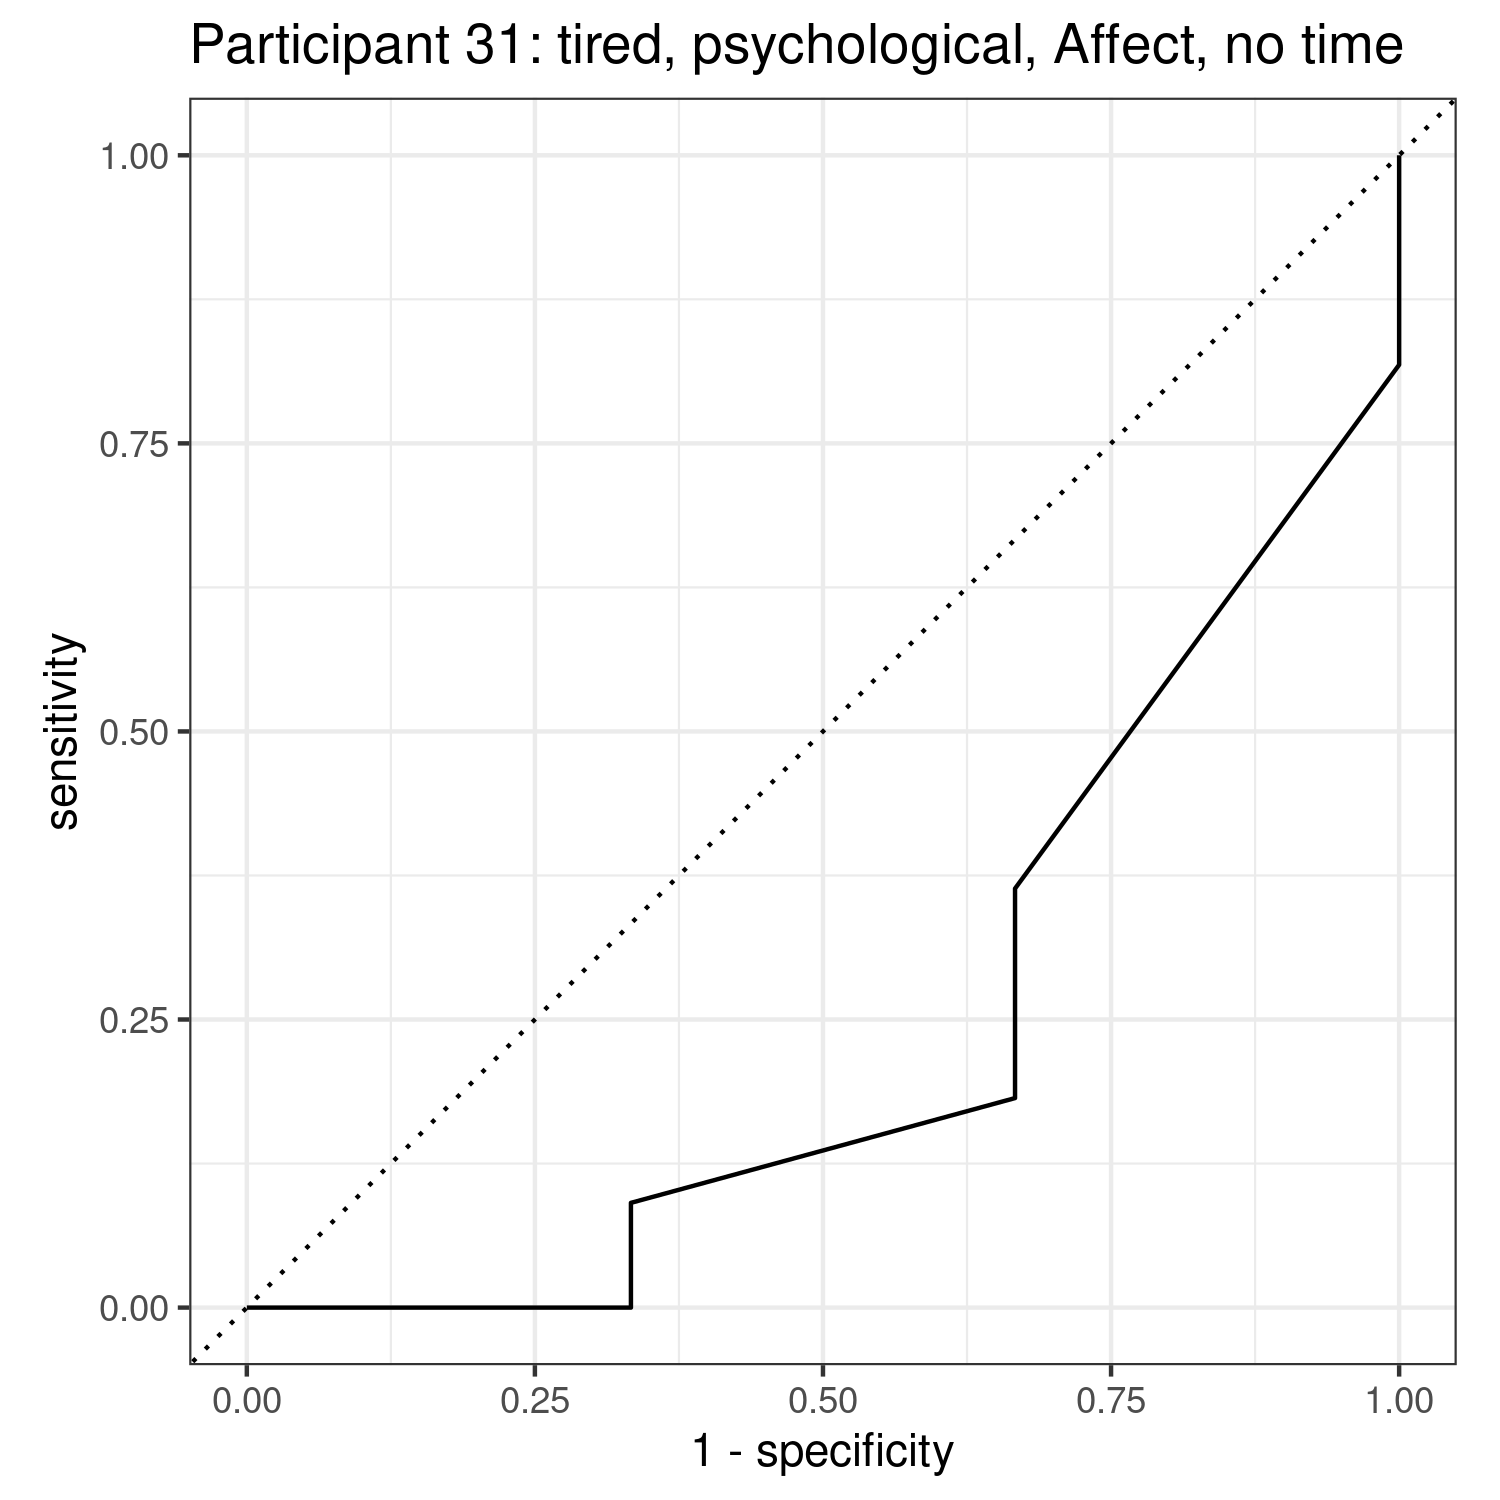 Participant 31: tired, psychological, Affect, no time
1.00
0.75
0.50
0.25
0.00
sensitivity
0.00 0.25 0.50 0.75 1.00
1 - specificity